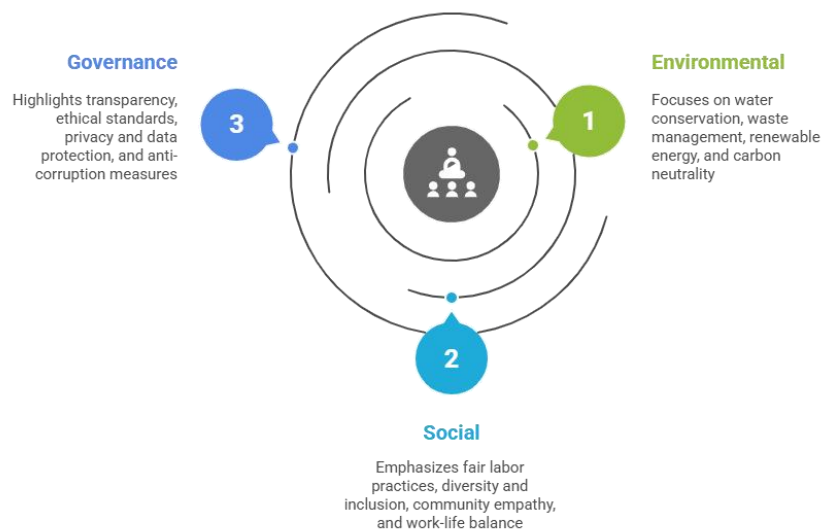 Governance
Highlights transparency,
ethical standards,
privacy and data
protection, and anti-
corruption measures
3
Environmental
1
Focuses on water
conservation, waste
management, renewable
energy, and carbon
neutrality
2
Social
Emphasizes fair labor
practices, diversity and
inclusion, community empathy,
and work-life balance